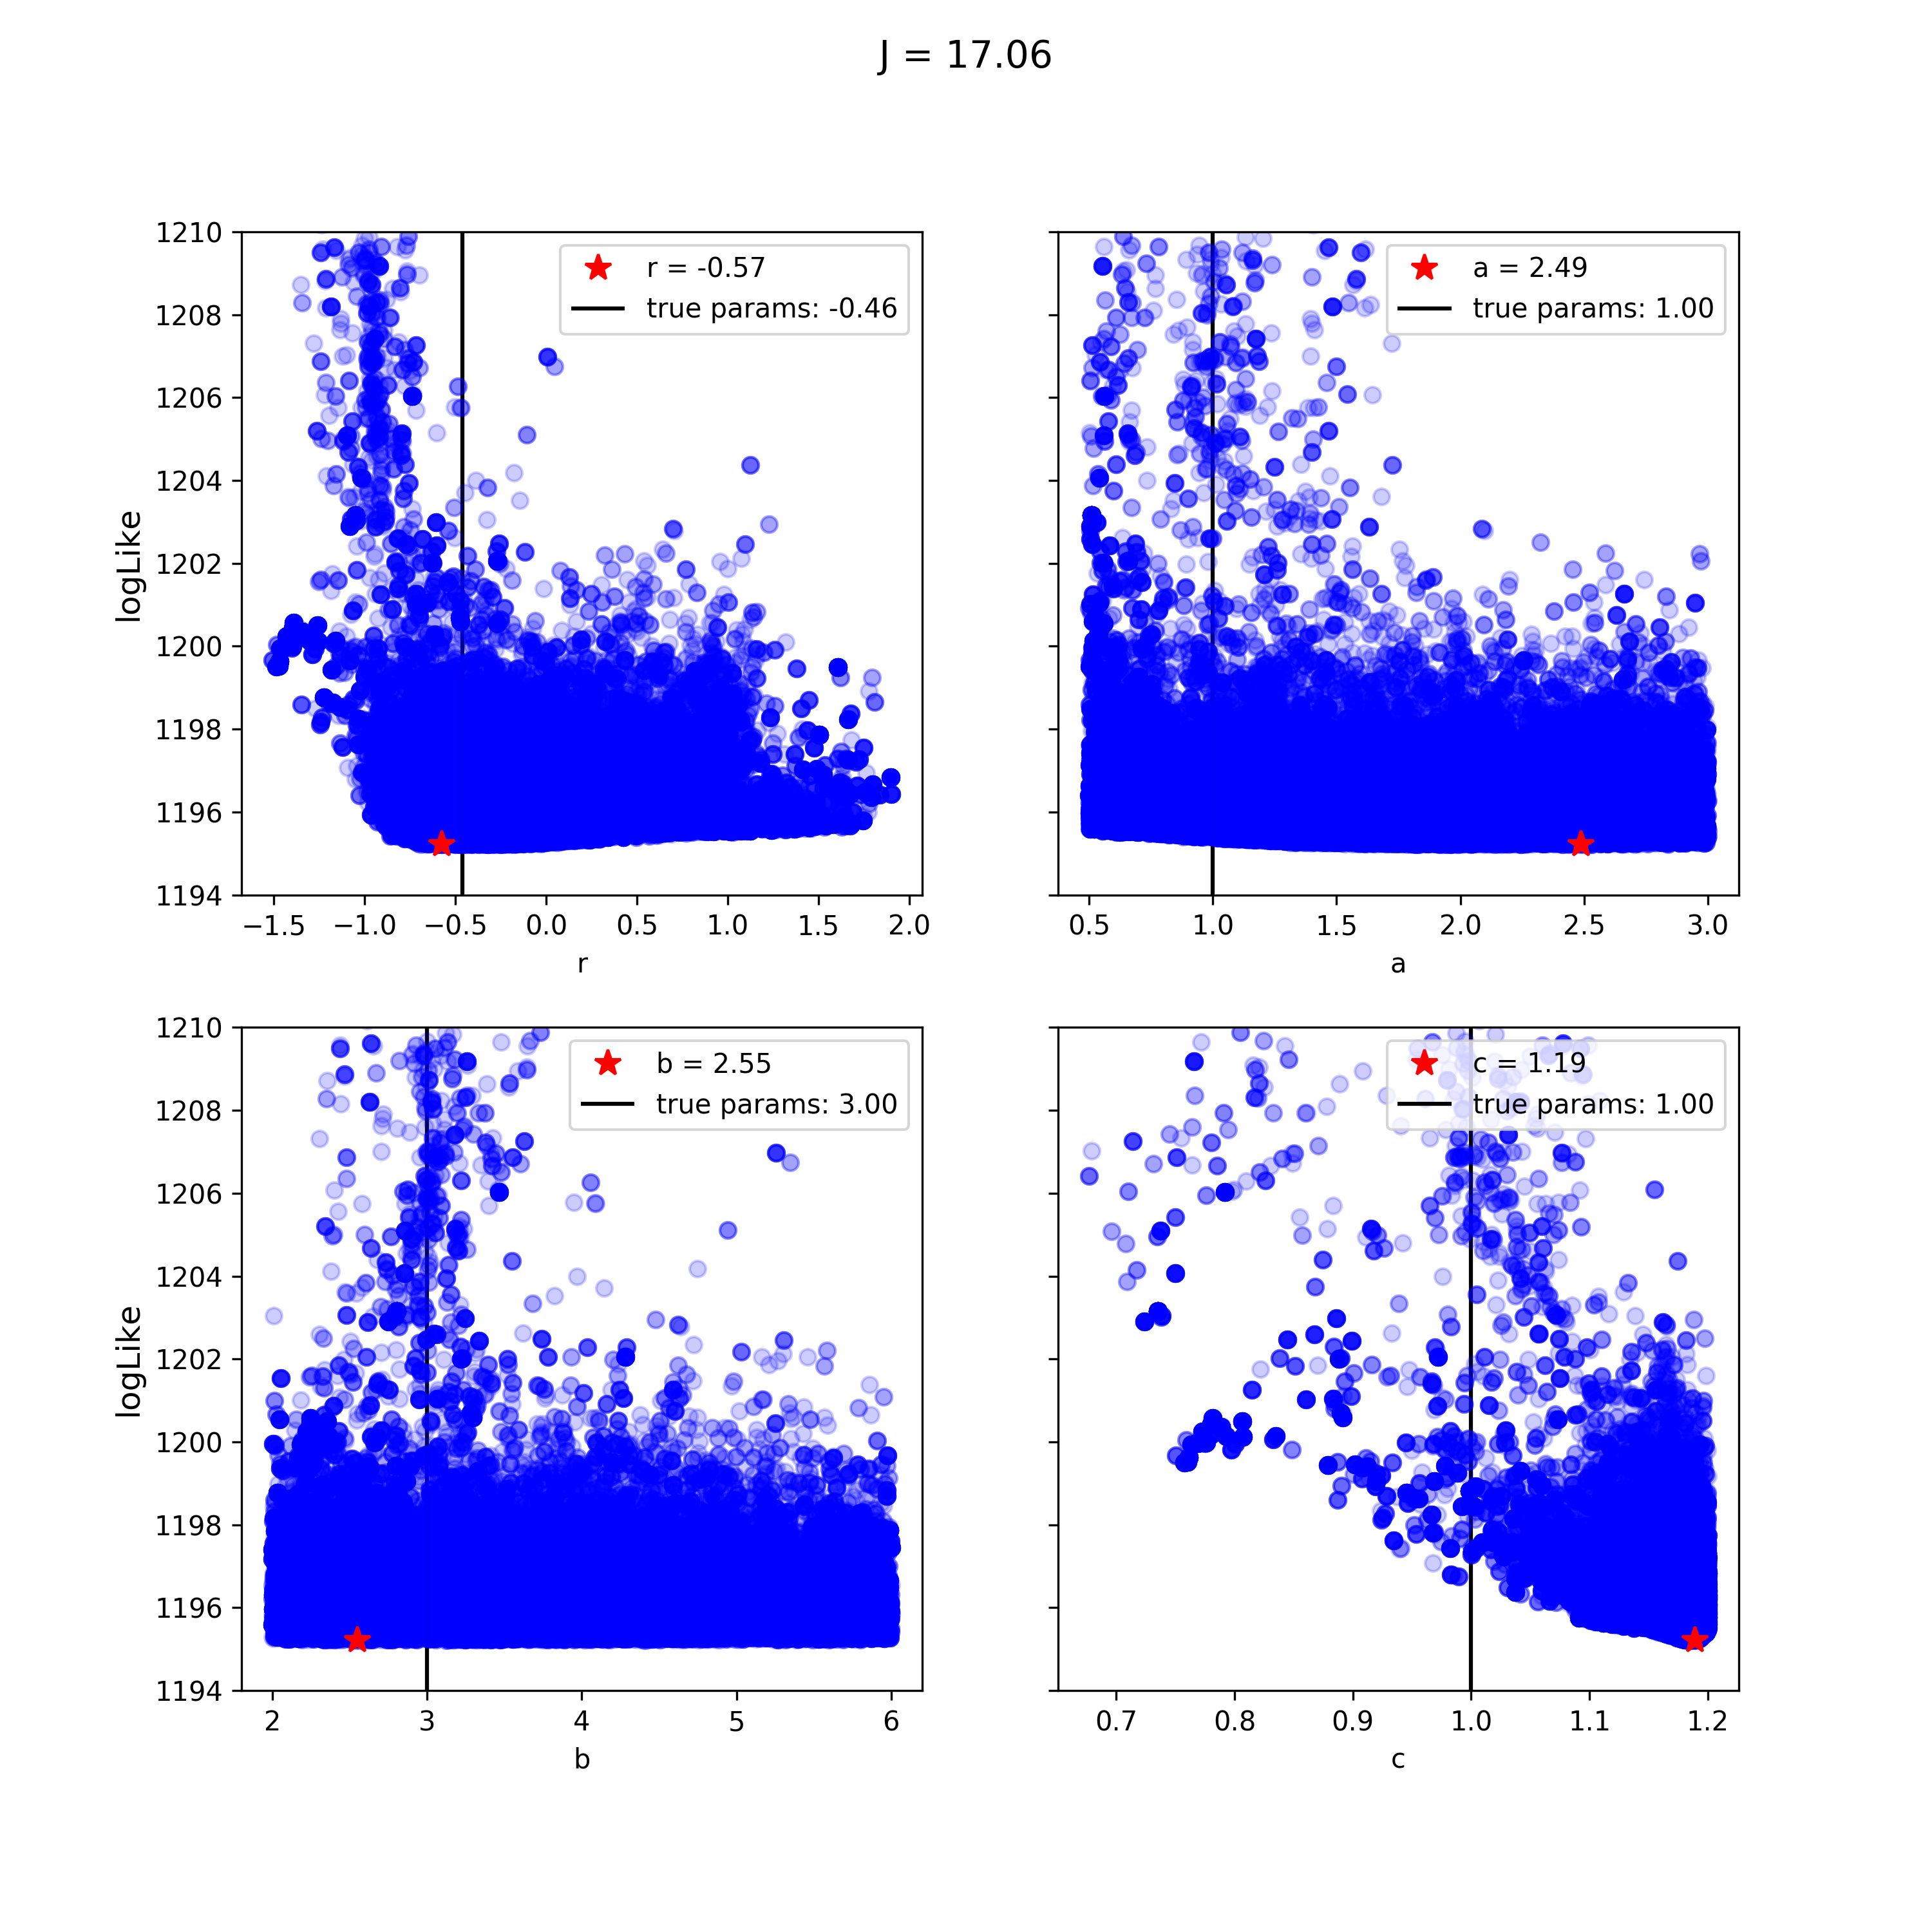 J = 17.06
logLike
1210
1208
1206
1204
1202
1200
1198
1196
1194
r = -0.57
true params: -0.46
−1.5 −1.0 −0.5 0.0 0.5 1.0 1.5 2.0
r
a = 2.49
true params: 1.00
0.5 1.0 1.5 2.0 2.5 3.0
a
logLike
1210
1208
1206
1204
1202
1200
1198
1196
1194
b = 2.55
true params: 3.00
2 3 4 5 6
b
c = 1.19
true params: 1.00
0.7 0.8 0.9 1.0 1.1 1.2
c